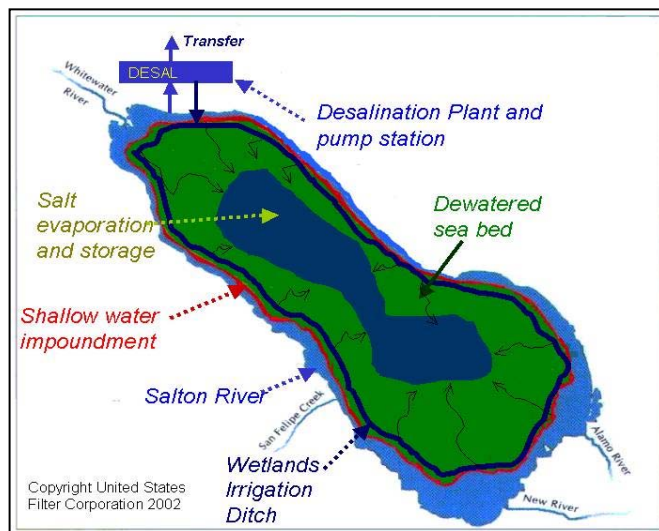 Transfer
DESAL
Whitewater
River
Desalination Plant and
pump station
Salt
evaporation
and storage
Dewatered
sea bed
Shallow water
impoundment
Salton River
San Felipe Creek
Alamo River
Wetlands
Irrigation
Ditch
New River
Copyright United States
Filter Corporation 2002